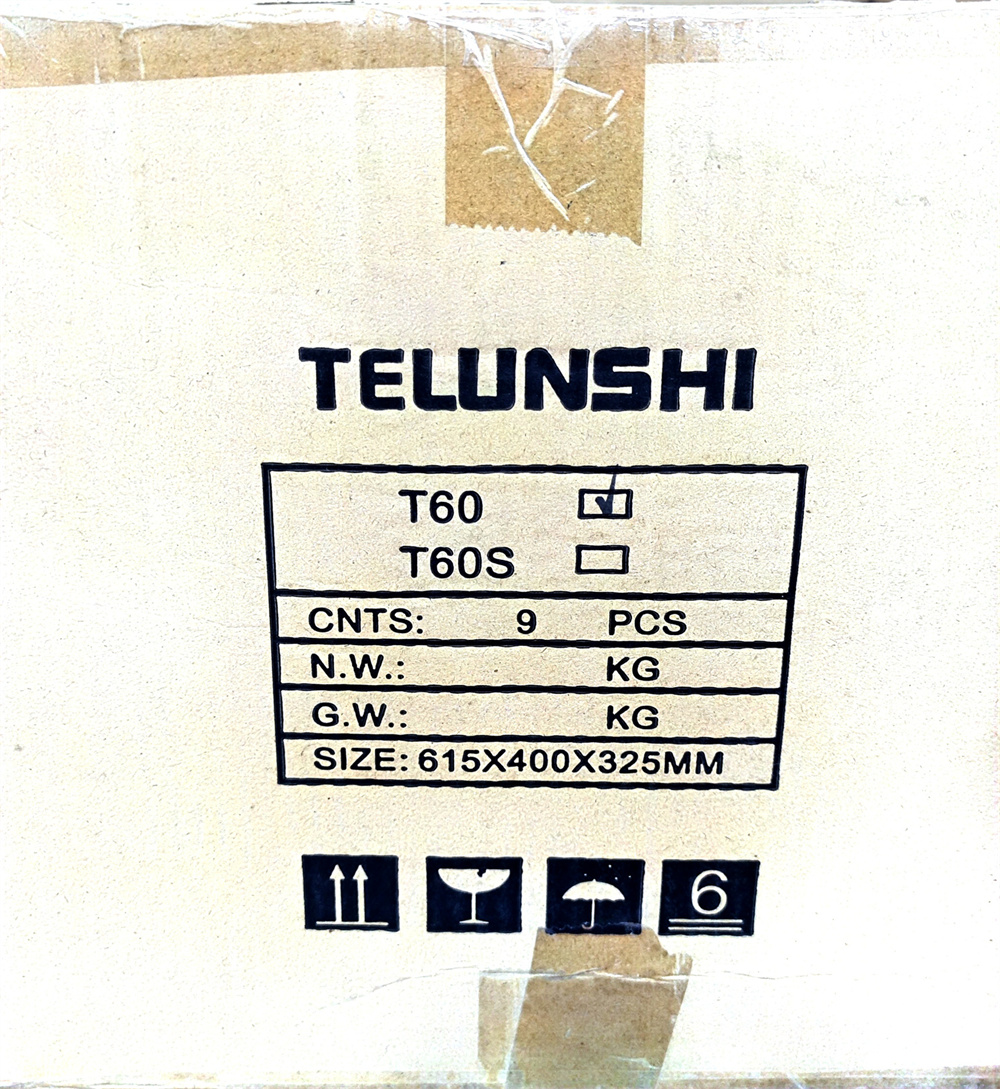 TELUNSHI
T60
T60S
CNTS: 9 PCS
N.W.: KG
G.W.: KG
SIZE: 615X400X325MM
6